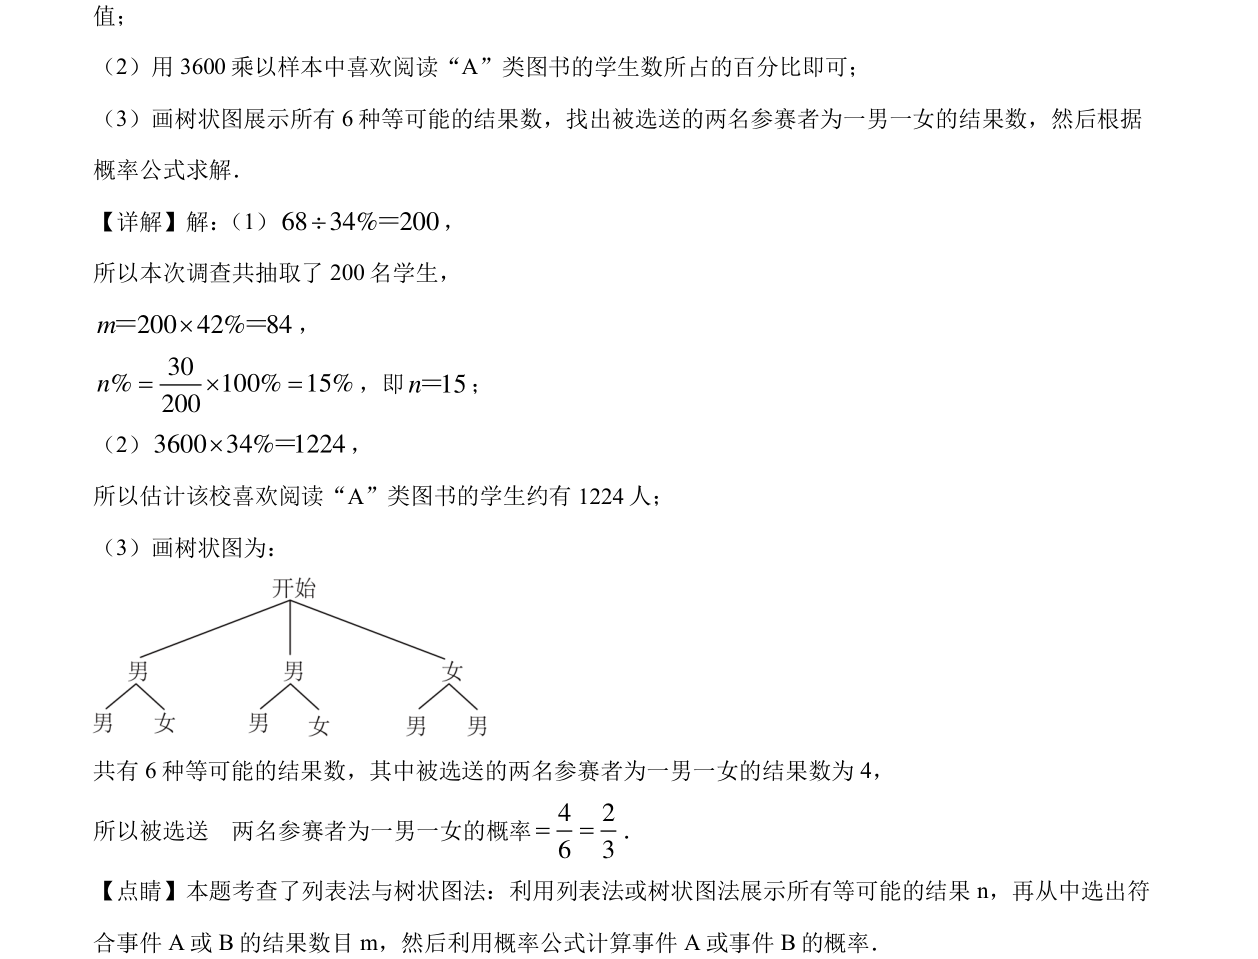 值；
（2）用 3600 乘以样本中喜欢阅读“A”类图书的学生数所占的百分比即可；
（3）画树状图展示所有 6 种等可能的结果数，找出被选送的两名参赛者为一男一女的结果数，然后根据
概率公式求解．
【详解】解：（1）68÷34%=200，
所以本次调查共抽取了 200 名学生，
m=200×42%=84，
n% = 30/200 ×100% =15%，即 n=15；
（2）3600×34%=1224，
所以估计该校喜欢阅读“A”类图书的学生约有 1224 人；
（3）画树状图为：
开始
男 男 女
男 女 男 女 男 男
共有 6 种等可能的结果数，其中被选送的两名参赛者为一男一女的结果数为 4，
所以被选送 两名参赛者为一男一女的概率= 4/6 = 2/3 ．
【点睛】本题考查了列表法与树状图法：利用列表法或树状图法展示所有等可能的结果 n，再从中选出符
合事件 A 或 B 的结果数目 m，然后利用概率公式计算事件 A 或事件 B 的概率．